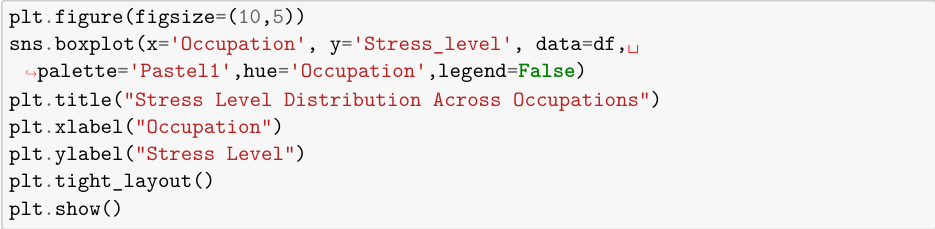 plt.figure(figsize=(10,5))
sns.boxplot(x='Occupation', y='Stress_level', data=df,␣
↪palette='Pastel1',hue='Occupation',legend=False)
plt.title("Stress Level Distribution Across Occupations")
plt.xlabel("Occupation")
plt.ylabel("Stress Level")
plt.tight_layout()
plt.show()